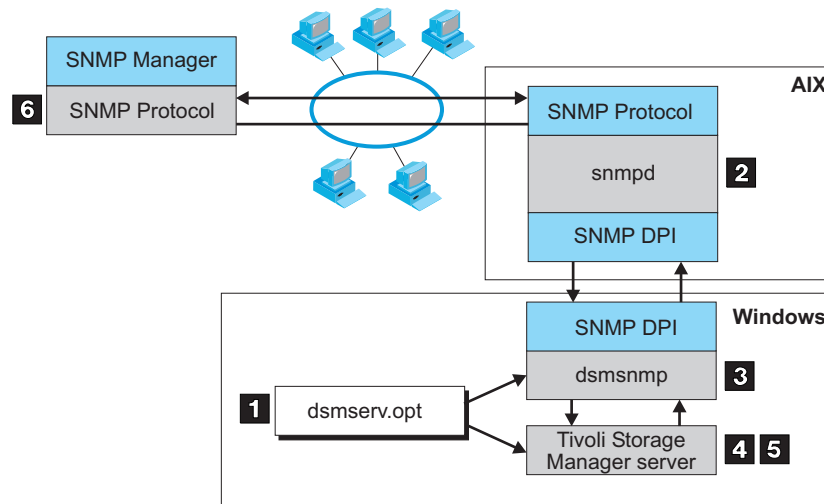 SNMP Manager
AIX
6
SNMP Protocol
SNMP Protocol
snmpd
2
SNMP DPI
SNMP DPI
Windows
dsmsnmp
3
1
dsmserv.opt
Tivoli Storage
Manager server
4 5